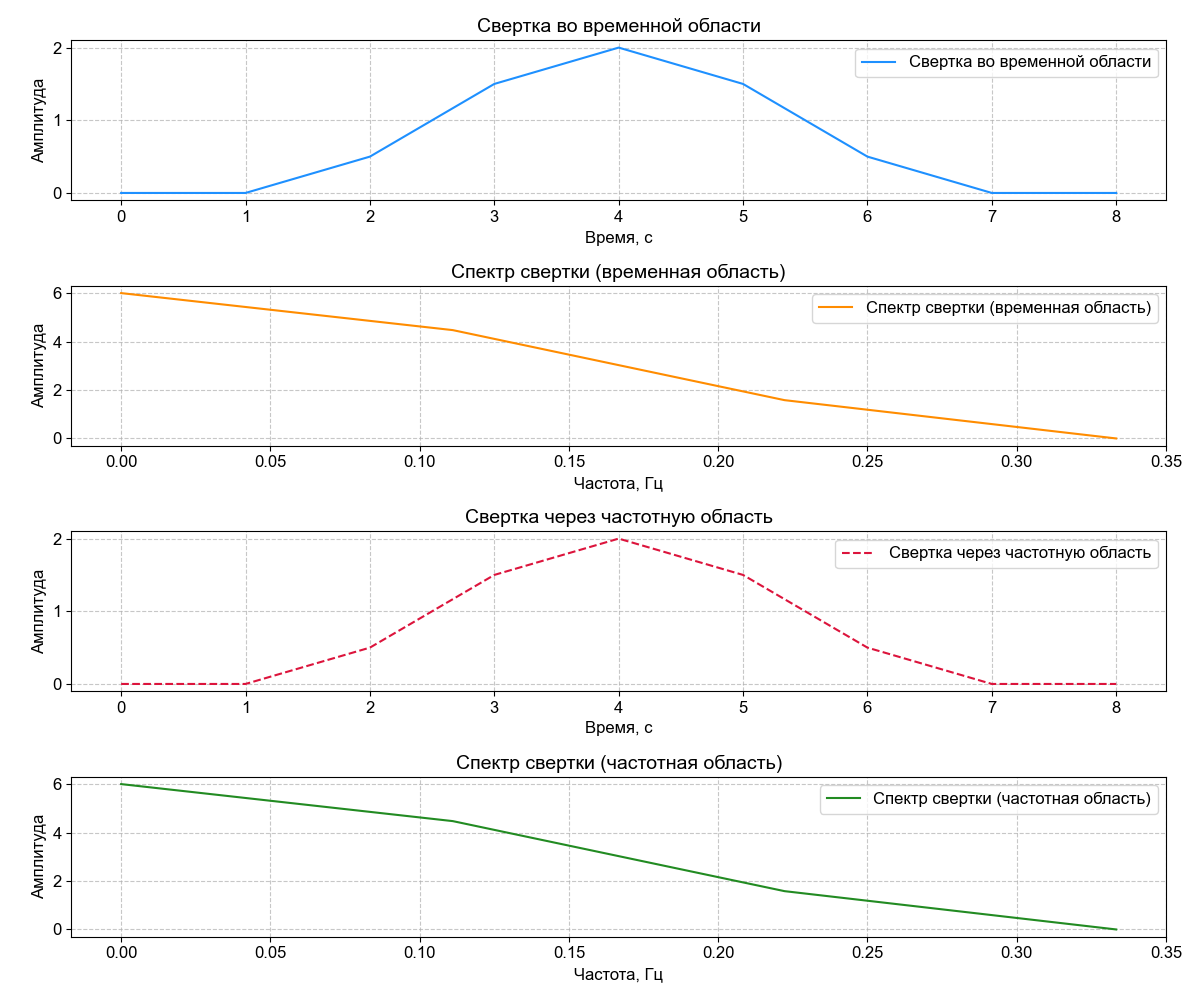 Свертка во временной области
Амплитуда
2
1
0
Свертка во временной области
0 1 2 3 4 5 6 7 8
Время, с
Спектр свертки (временная область)
Амплитуда
6
4
2
0
Спектр свертки (временная область)
0.00 0.05 0.10 0.15 0.20 0.25 0.30 0.35
Частота, Гц
Свертка через частотную область
Амплитуда
2
1
0
Свертка через частотную область
0 1 2 3 4 5 6 7 8
Время, с
Спектр свертки (частотная область)
Амплитуда
6
4
2
0
Спектр свертки (частотная область)
0.00 0.05 0.10 0.15 0.20 0.25 0.30 0.35
Частота, Гц